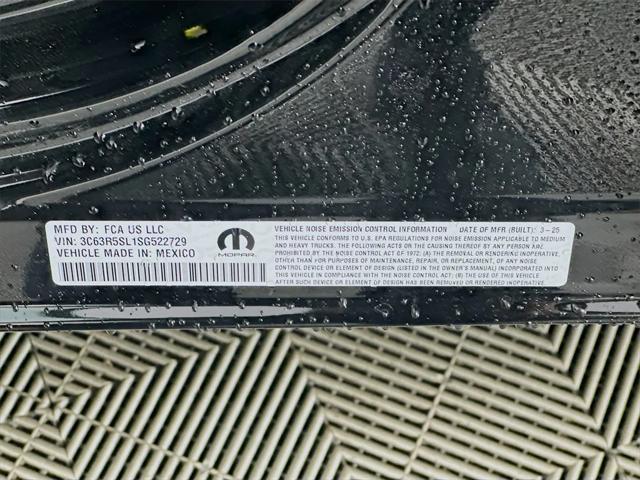 MFD BY: FCA US LLC
VIN: 3C63R5SL1SG522729
VEHICLE MADE IN: MEXICO
MOPAR
VEHICLE NOISE EMISSION CONTROL INFORMATION DATE OF MFR (BUILT): 3-25
THIS VEHICLE CONFORMS TO U.S. EPA REGULATIONS FOR NOISE EMISSION APPLICABLE TO MEDIUM
AND HEAVY TRUCKS. THE FOLLOWING ACTS OR THE CAUSING THEREOF BY ANY PERSON ARE
PROHIBITED BY THE NOISE CONTROL ACT OF 1972: (A) THE REMOVAL OR RENDERING INOPERATIVE,
OTHER THAN FOR PURPOSES OF MAINTENANCE, REPAIR, OR REPLACEMENT, OF ANY NOISE
CONTROL DEVICE OR ELEMENT OF DESIGN (LISTED IN THE OWNER'S MANUAL) INCORPORATED INTO
THIS VEHICLE IN COMPLIANCE WITH THE NOISE CONTROL ACT; (B) THE USE OF THIS VEHICLE AFTER
SUCH DEVICE OR ELEMENT OF DESIGN HAS BEEN REMOVED OR RENDERED INOPERATIVE.